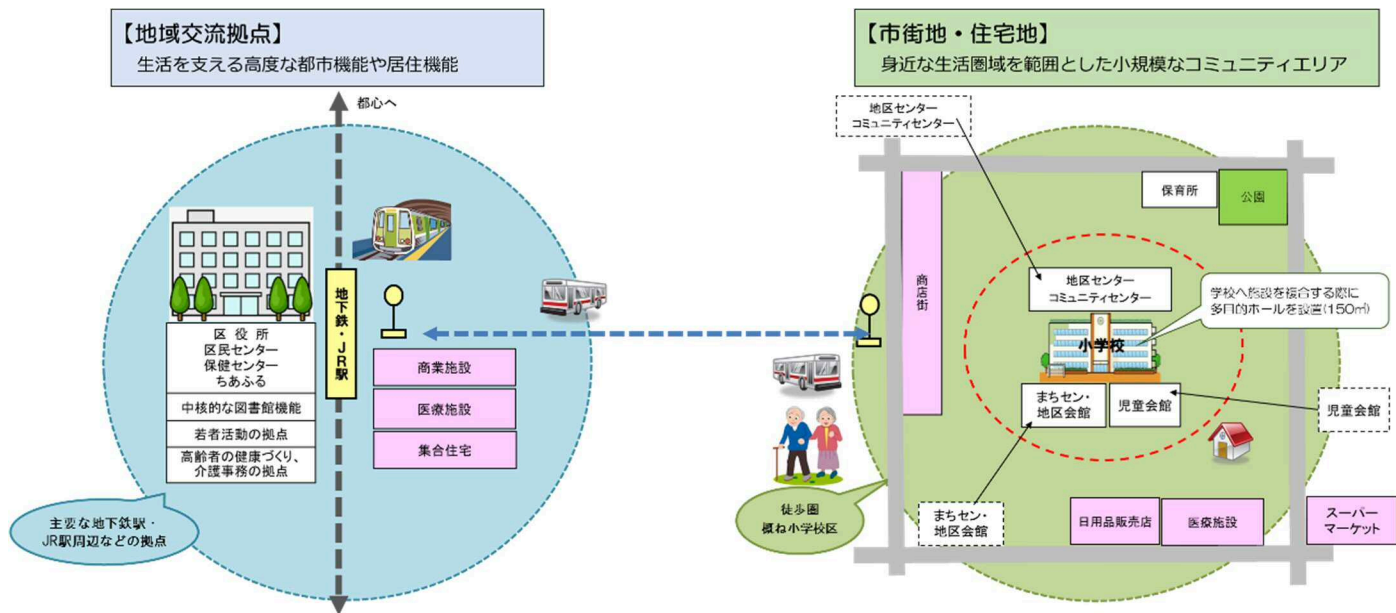 【地域交流拠点】
生活を支える高度な都市機能や居住機能
都心へ
地下鉄・JR駅
区役所
区民センター
保健センター
ちあふる
中核的な図書館機能
若者活動の拠点
高齢者の健康づくり、
介護事務の拠点
商業施設
医療施設
集合住宅
主要な地下鉄駅・
JR駅周辺などの拠点
【市街地・住宅地】
身近な生活圏域を範囲とした小規模なコミュニティエリア
地区センター
コミュニティセンター
保育所
公園
商店街
地区センター
コミュニティセンター
学校へ施設を複合する際に
多目的ホールを設置(150㎡)
小学校
まちセン・
地区会館
児童会館
児童会館
まちセン・
地区会館
徒歩圏
概ね小学校区
日用品販売店
医療施設
スーパー
マーケット